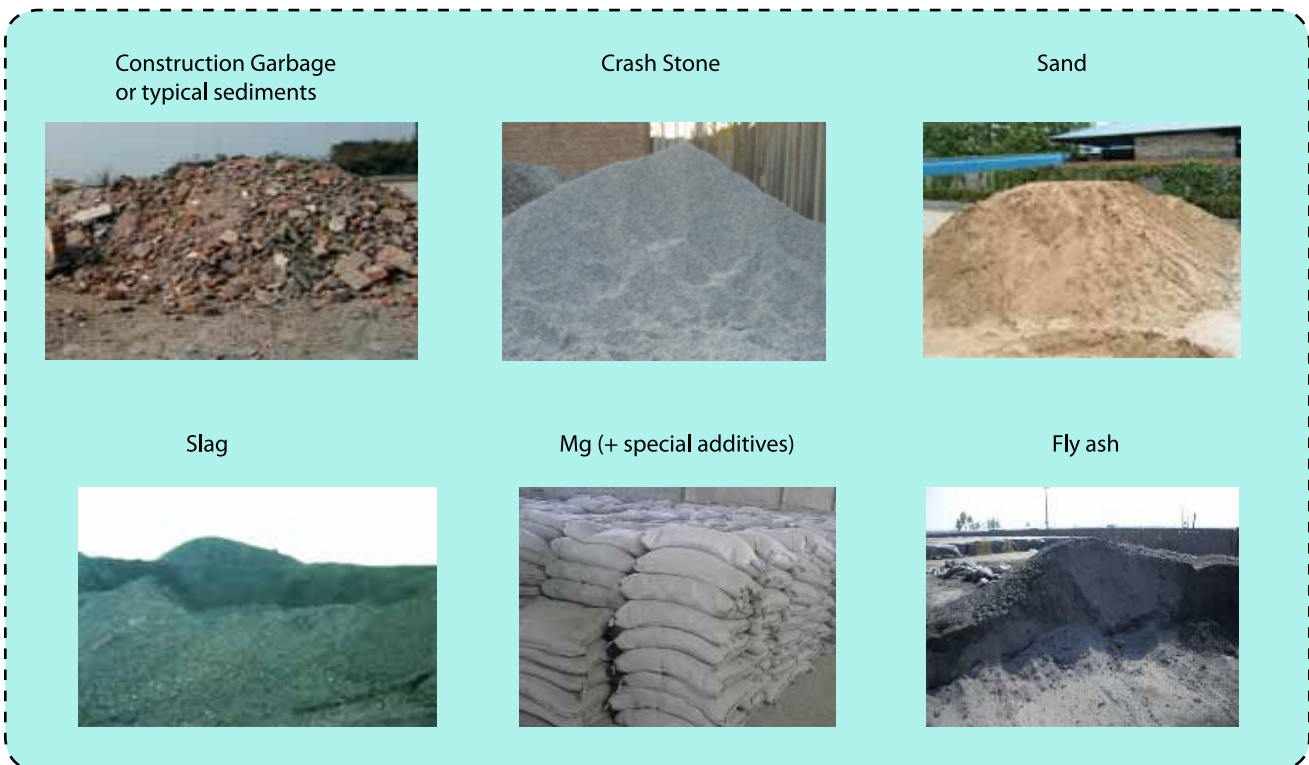 Construction Garbage
or typical sediments
Crash Stone
Sand
Slag
Mg (+ special additives)
Fly ash